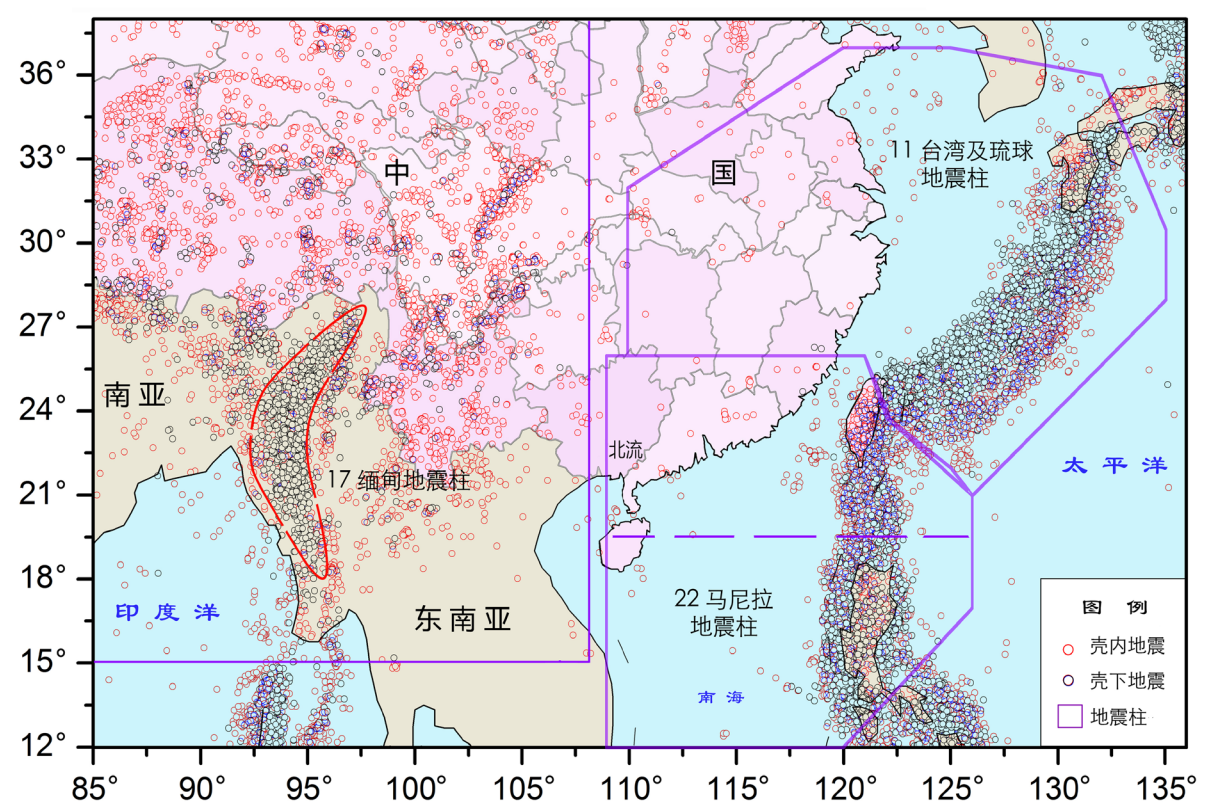 36°
33°
30°
27°
24°
21°
18°
15°
12°
85°
90°
95°
100°
105°
110°
115°
120°
125°
130°
135°
中
国
11 台湾及琉球
地震柱
南亚
北流
太平洋
17 缅甸地震柱
印度洋
东南亚
22 马尼拉
地震柱
南海
图 例
壳内地震
壳下地震
地震柱